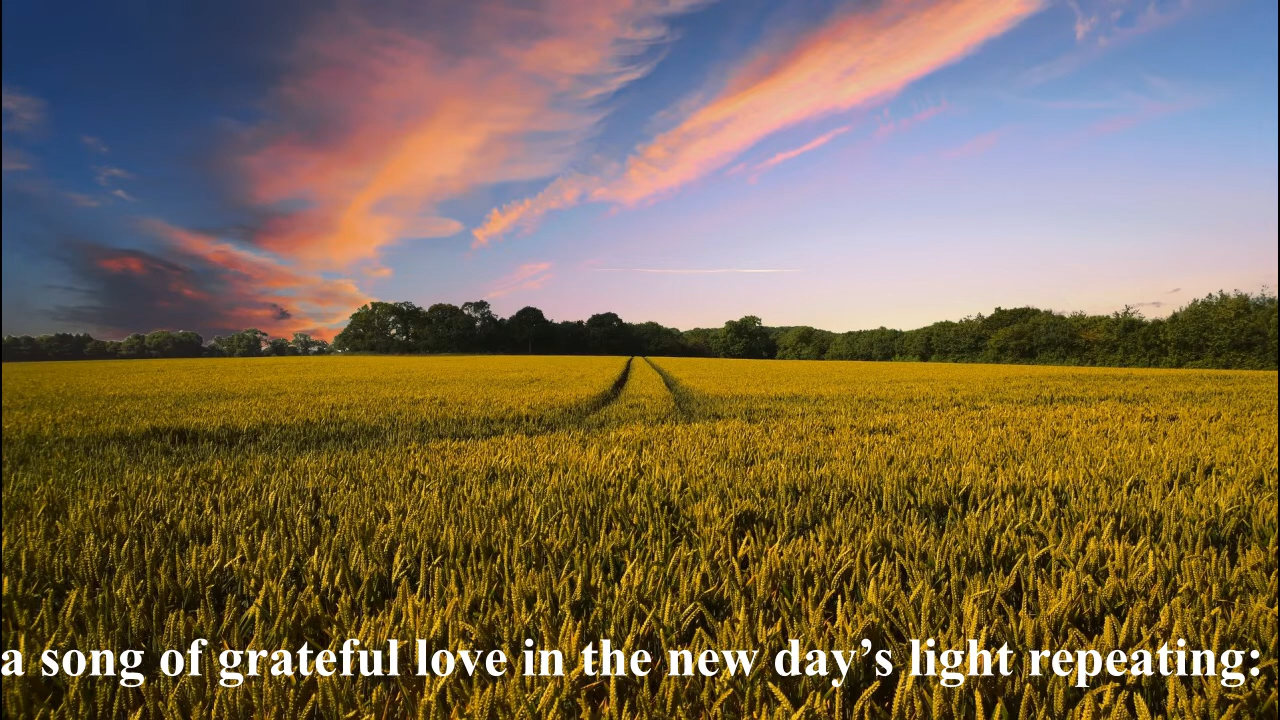 a song of grateful love in the new day’s light repeating: